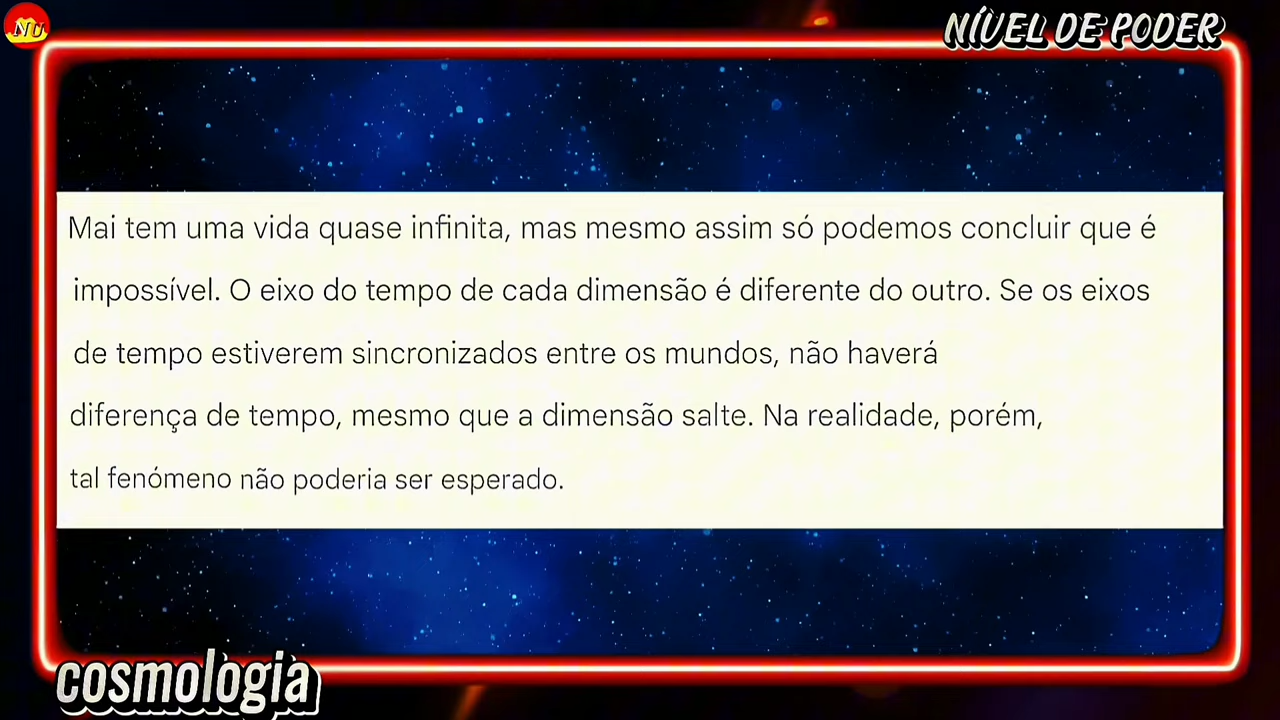 NU
NÍVEL DE PODER
Mai tem uma vida quase infinita, mas mesmo assim só podemos concluir que é
impossível. O eixo do tempo de cada dimensão é diferente do outro. Se os eixos
de tempo estiverem sincronizados entre os mundos, não haverá
diferença de tempo, mesmo que a dimensão salte. Na realidade, porém,
tal fenómeno não poderia ser esperado.
cosmologia